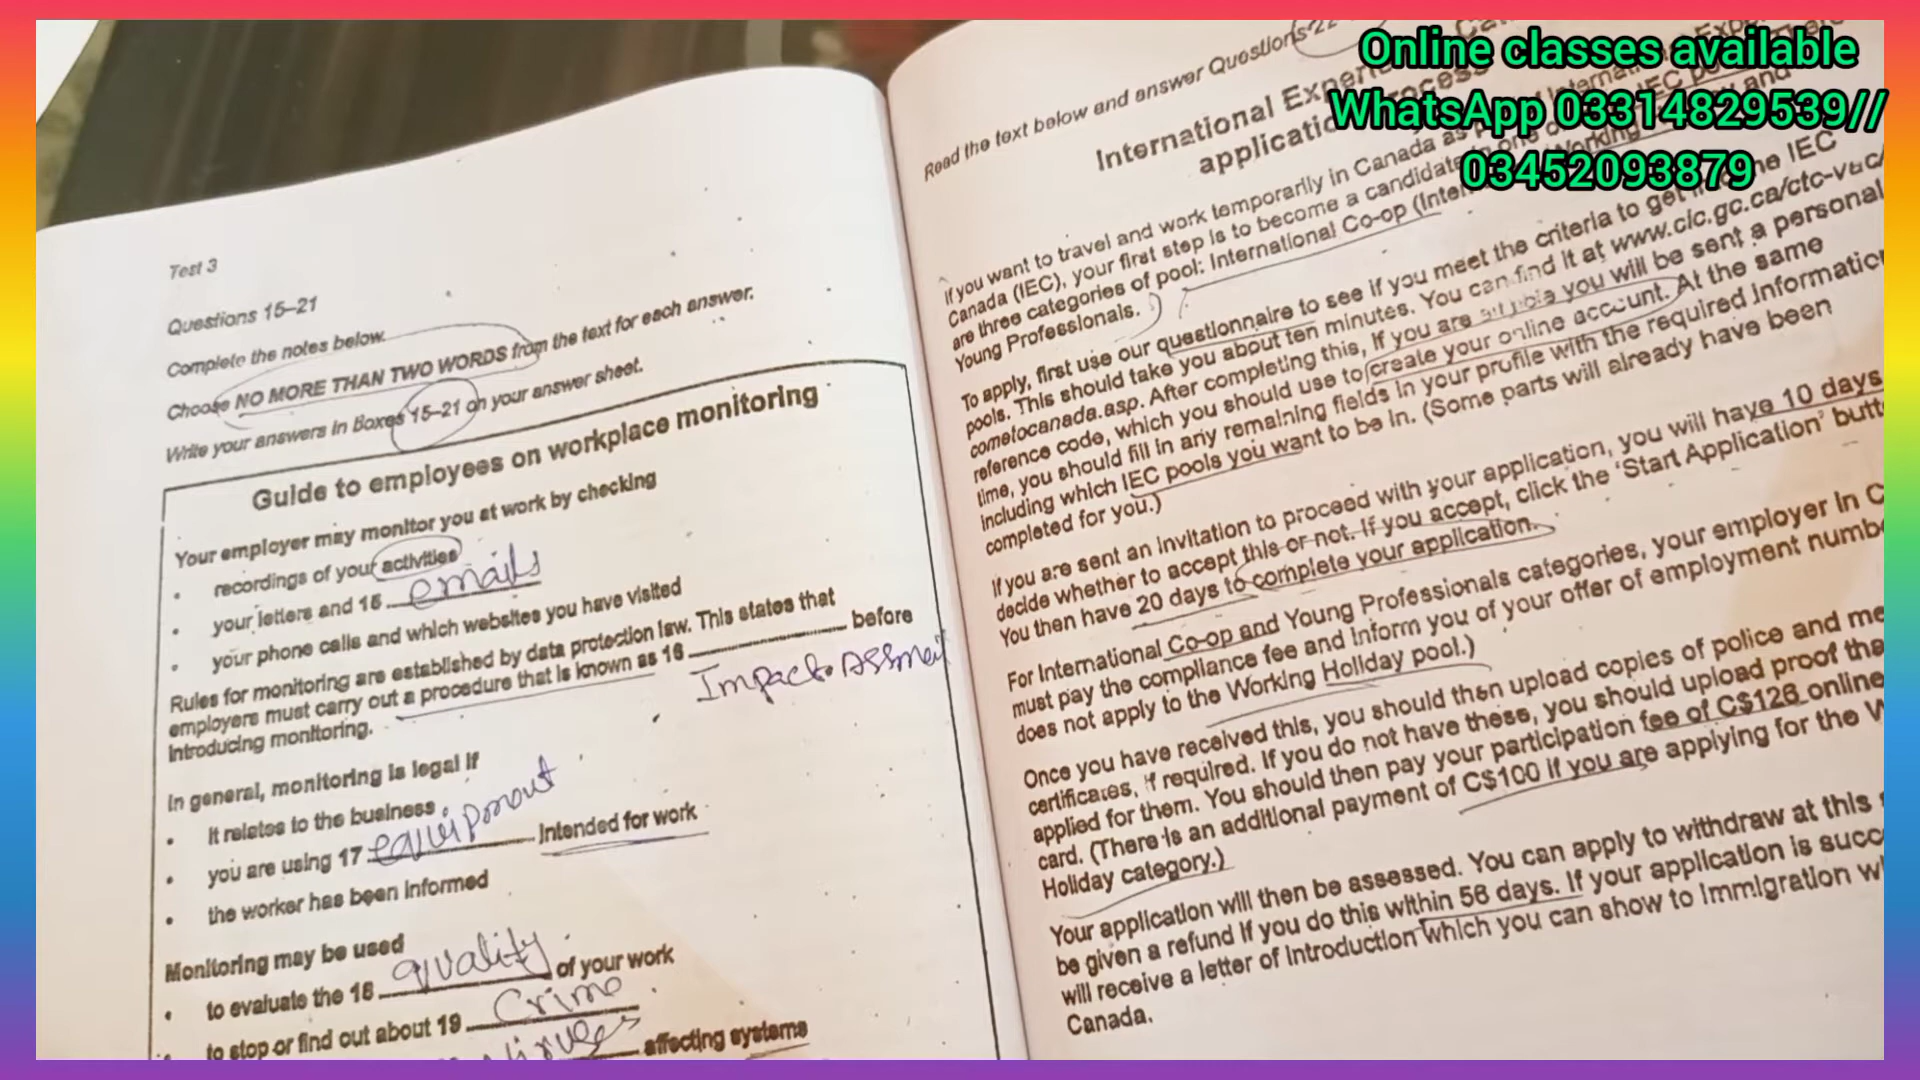 Online classes available
WhatsApp 03314829539//
03452093879
Test 3
Questions 15–21
Complete the notes below.
Choose NO MORE THAN TWO WORDS from the text for each answer.
Write your answers in Boxes 15–21 on your answer sheet.
Guide to employees on workplace monitoring
Your employer may monitor you at work by checking
• recordings of your activities
• your letters and 15 emails
• your phone calls and which websites you have visited
Rules for monitoring are established by data protection law. This states that
employers must carry out a procedure that is known as 16 before
Impact
introducing monitoring.
In general, monitoring is legal if
• it relates to the business
• you are using 17 intended for work
• the worker has been informed
Monitoring may be used
• to evaluate the 18 quality of your work
• to stop or find out about 19 Crime
viruses affecting systems
Read the text below and answer Questions 22
International
application
If you want to travel and work temporarily in Canada as
Canada (IEC), your first step is to become a candidate in one of
are three categories of pool: International Co-op Working
Young Professionals.
To apply, first use our questionnaire to see if you meet the criteria to get into the IEC
pools. This should take you about ten minutes. You can find it at www.cic.gc.ca/ctc-vac/
cometocanada.asp. After completing this, if you are you will be sent a personal
reference code, which you should use to create your online account. At the same
time, you should fill in any remaining fields in your profile with the required information
including which IEC pools you want to be in. (Some parts will already have been
completed for you.)
If you are sent an invitation to proceed with your application, you will have 10 days
decide whether to accept this or not. If you accept, click the 'Start Application'
You then have 20 days to complete your application.
For International Co-op and Young Professionals categories, your employer in
must pay the compliance fee and inform you of your offer of employment
does not apply to the Working Holiday pool.)
Once you have received this, you should then upload copies of police and
certificates, if required. If you do not have these, you should upload proof
applied for them. You should then pay your participation fee of C$126 online
card. (There is an additional payment of C$100 if you are applying for the
Holiday category.)
Your application will then be assessed. You can apply to withdraw at this
be given a refund if you do this within 56 days. If your application is
will receive a letter of introduction which you can show to immigration
Canada.